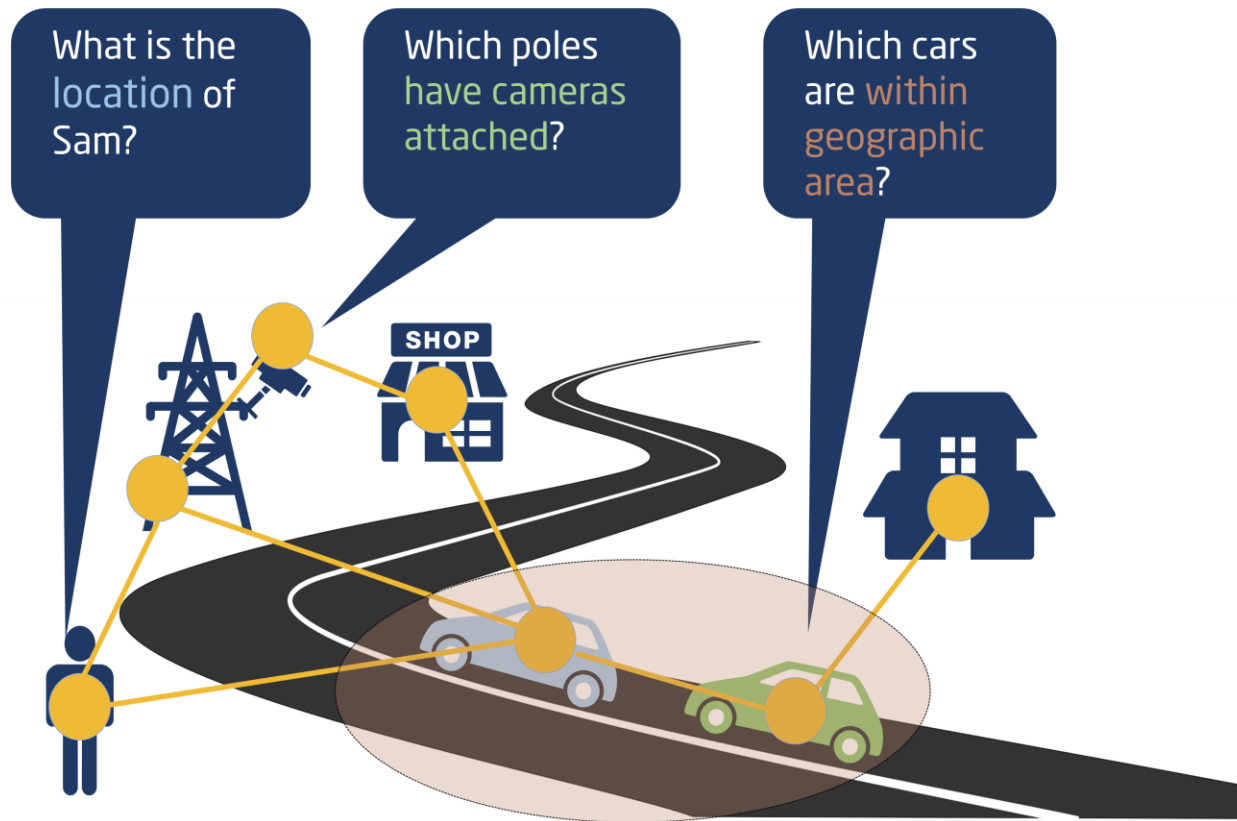 What is the
location of
Sam?
Which poles
have cameras
attached?
Which cars
are within
geographic
area?
SHOP